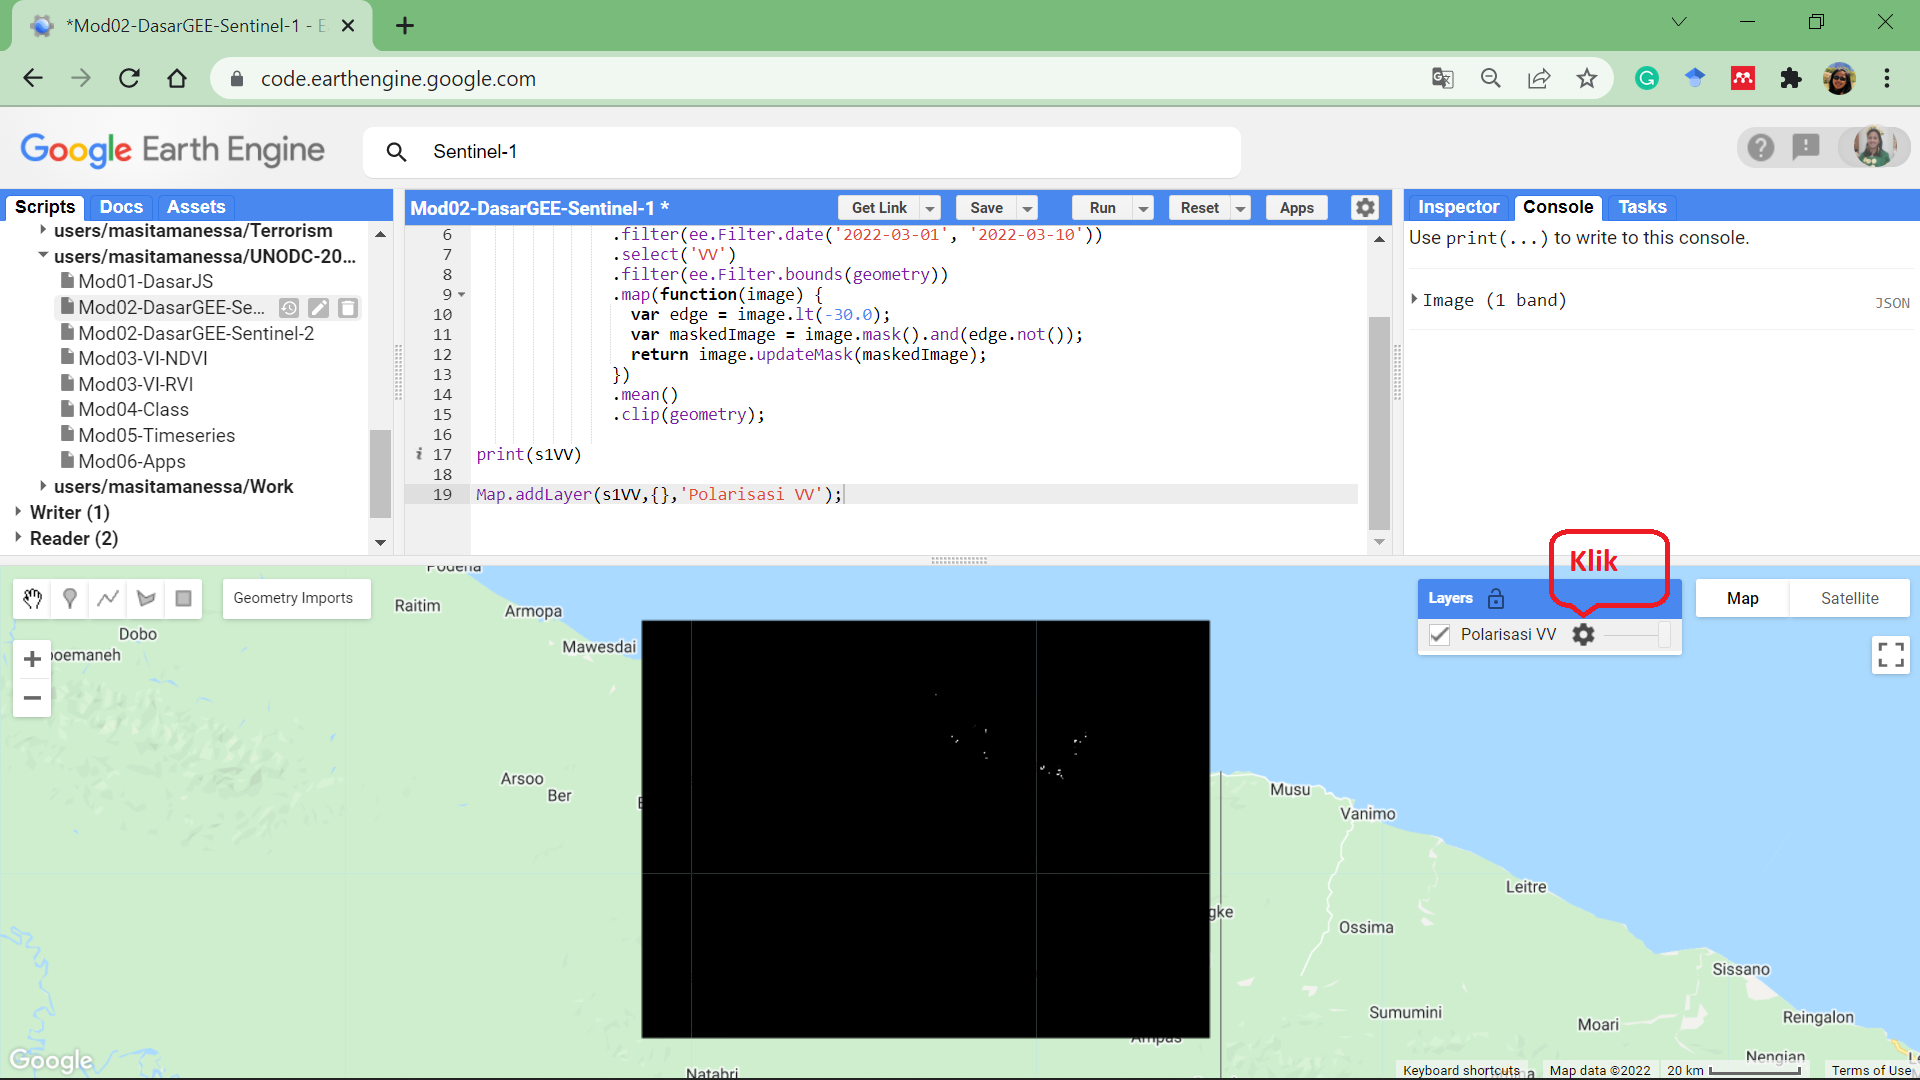 *Mod02-DasarGEE-Sentinel-1 - E
code.earthengine.google.com
Google Earth Engine
Sentinel-1
Scripts Docs Assets
users/masitamanessa/Terrorism
users/masitamanessa/UNODC-20...
Mod01-DasarJS
Mod02-DasarGEE-Se...
Mod02-DasarGEE-Sentinel-2
Mod03-VI-NDVI
Mod03-VI-RVI
Mod04-Class
Mod05-Timeseries
Mod06-Apps
users/masitamanessa/Work
Writer (1)
Reader (2)
Mod02-DasarGEE-Sentinel-1 *
Get Link Save Run Reset Apps
6 .filter(ee.Filter.date('2022-03-01', '2022-03-10'))
7 .select('VV')
8 .filter(ee.Filter.bounds(geometry))
9 .map(function(image) {
10 var edge = image.lt(-30.0);
11 var maskedImage = image.mask().and(edge.not());
12 return image.updateMask(maskedImage);
13 })
14 .mean()
15 .clip(geometry);
16
i 17 print(s1VV)
18
19 Map.addLayer(s1VV,{},'Polarisasi VV');
Inspector Console Tasks
Use print(...) to write to this console.
Image (1 band) JSON
Klik
Geometry Imports
Layers
Polarisasi VV
Map Satellite
Podena
Raitim
Armopa
Dobo
Mawesdai
Arsoo
Ber
Musu
Vanimo
Leitre
Ossima
Sissano
Sumumini
Moari
Reingalon
Nengian
Ampas
Natabri
Google
Keyboard shortcuts Map data ©2022 20 km Terms of Use